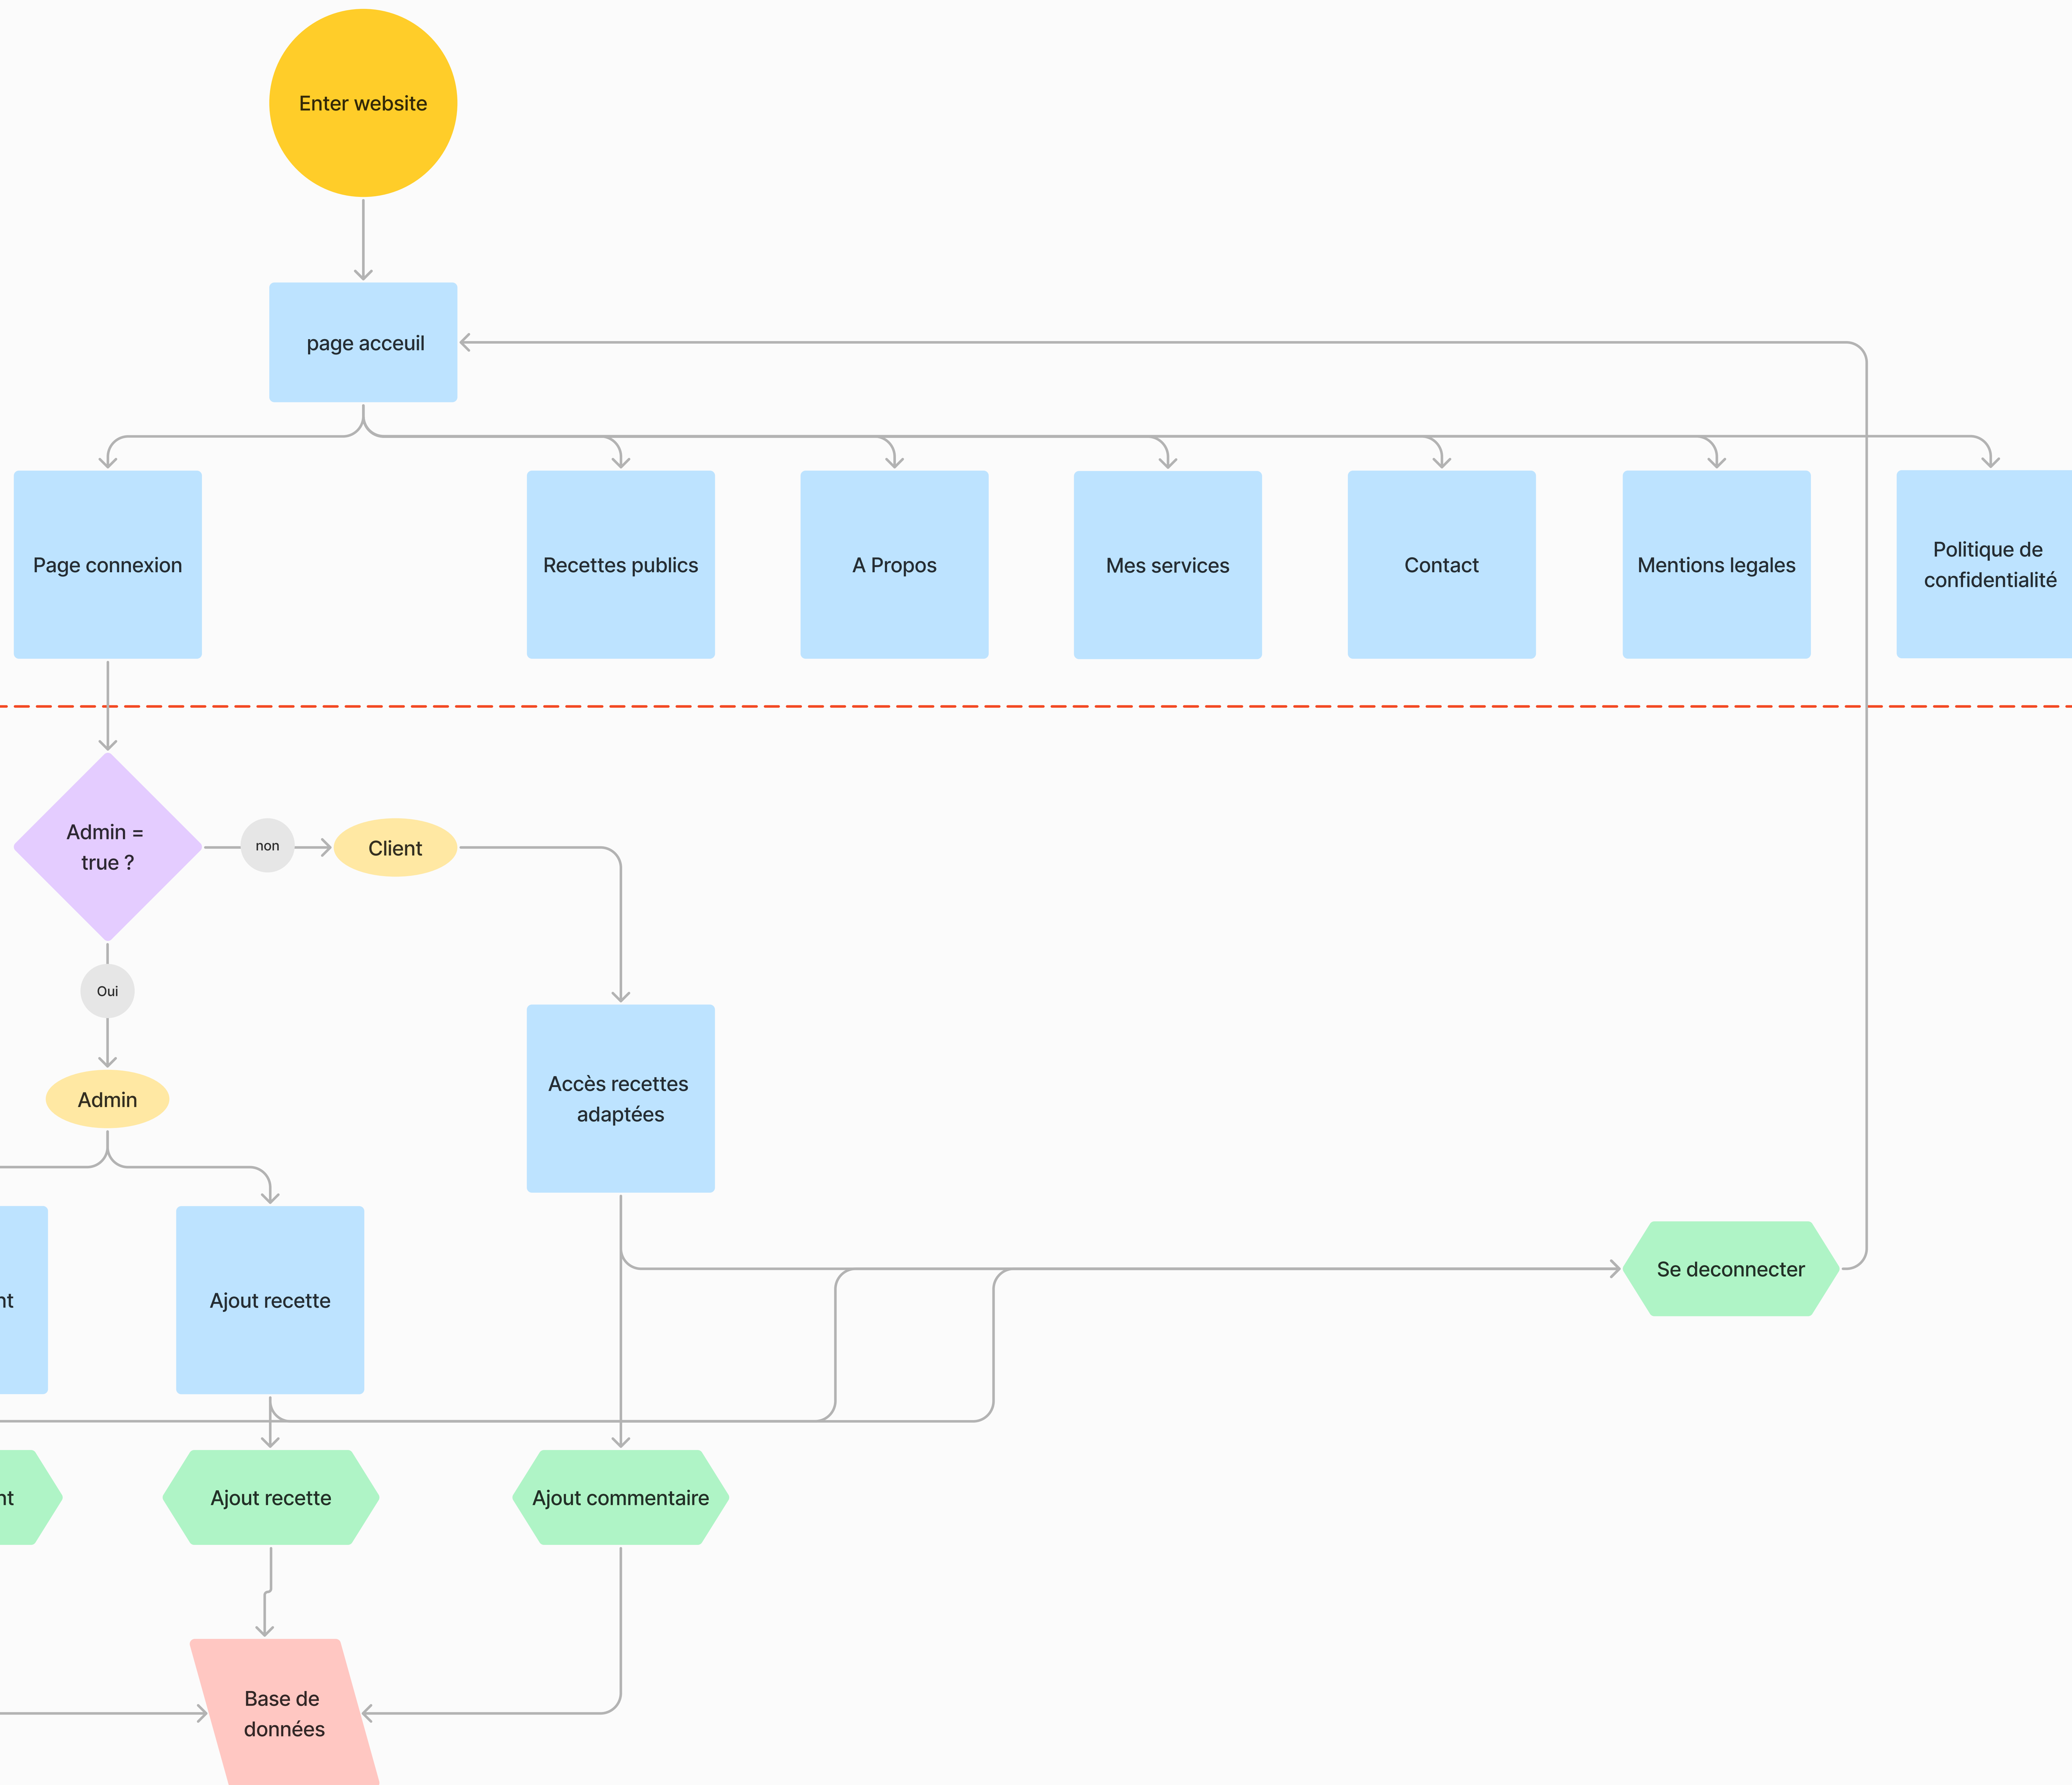 Enter website
page acceuil
Page connexion
Recettes publics
A Propos
Mes services
Contact
Mentions legales
Politique de
confidentialité
Admin =
true ?
non
Client
Oui
Admin
Accès recettes
adaptées
Ajout recette
Se deconnecter
Ajout recette
Ajout commentaire
Base de
données